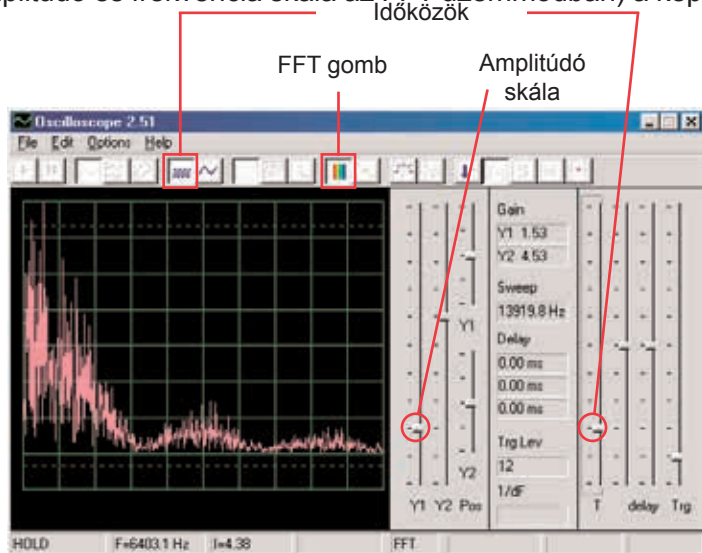 Időközök
FFT gomb
Amplitúdó
skála
Oscilloscope 2.51
File Edit Options Help
Gain
Y1 1.53
Y2 4.53
Sweep
13919.8 Hz
Delay
0.00 ms
0.00 ms
0.00 ms
Trg Lev
12
1/dF
Y1
Y2
Y1 Y2 Pos
T delay Trg
HOLD F=6403.1 Hz I=4.38 FFT